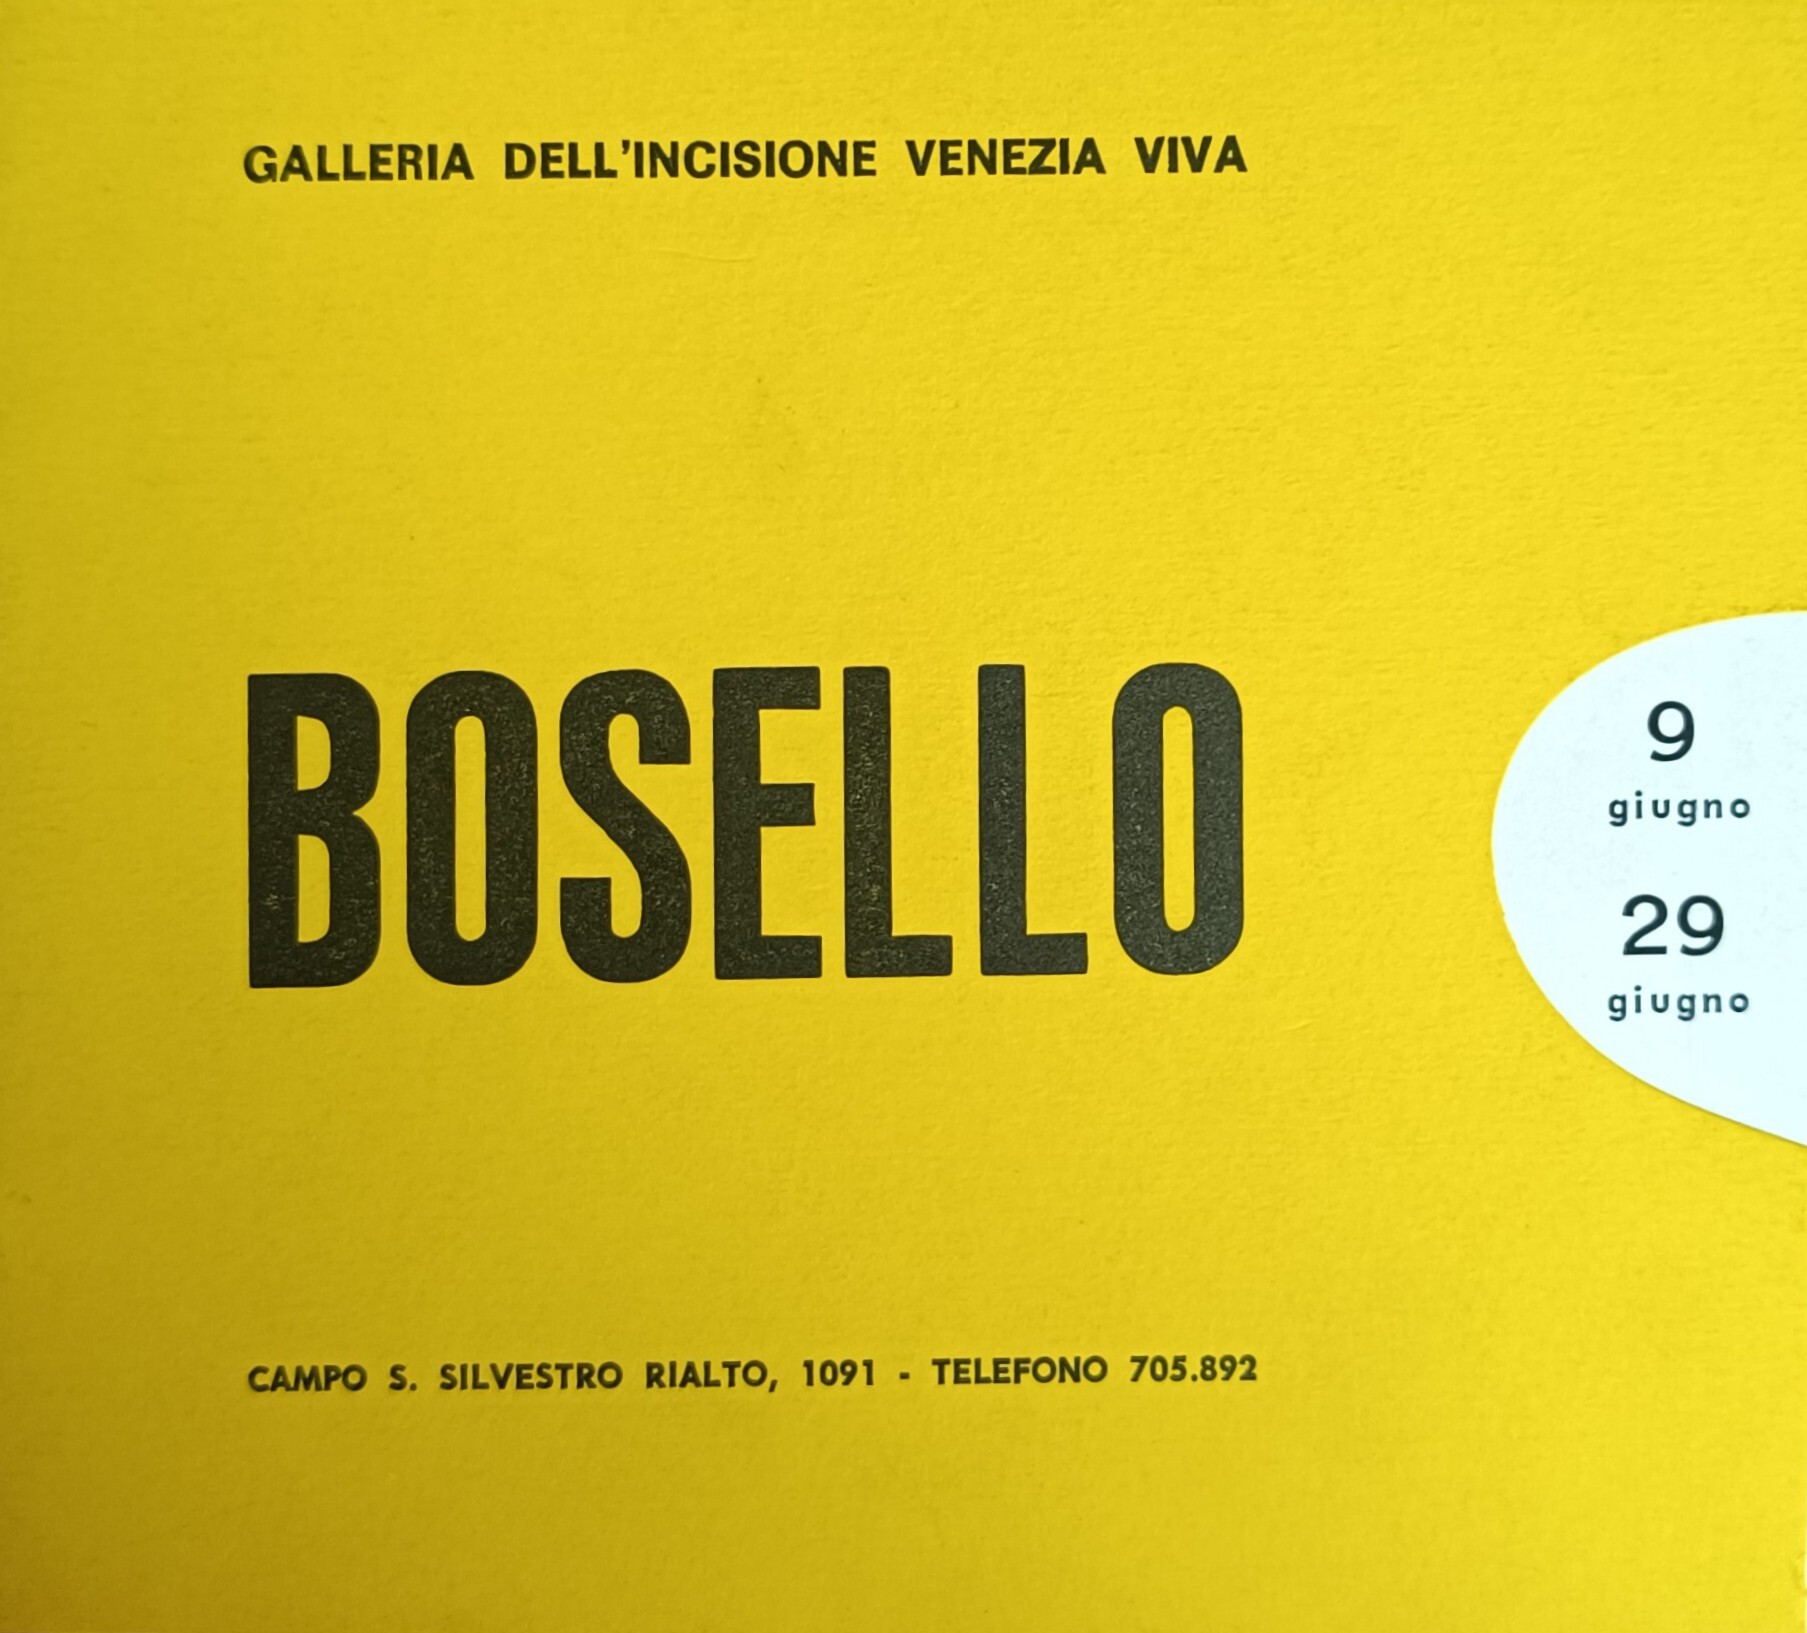 GALLERIA DELL'INCISIONE VENEZIA VIVA
BOSELLO
9
giugno
29
giugno
CAMPO S. SILVESTRO RIALTO, 1091 - TELEFONO 705.892